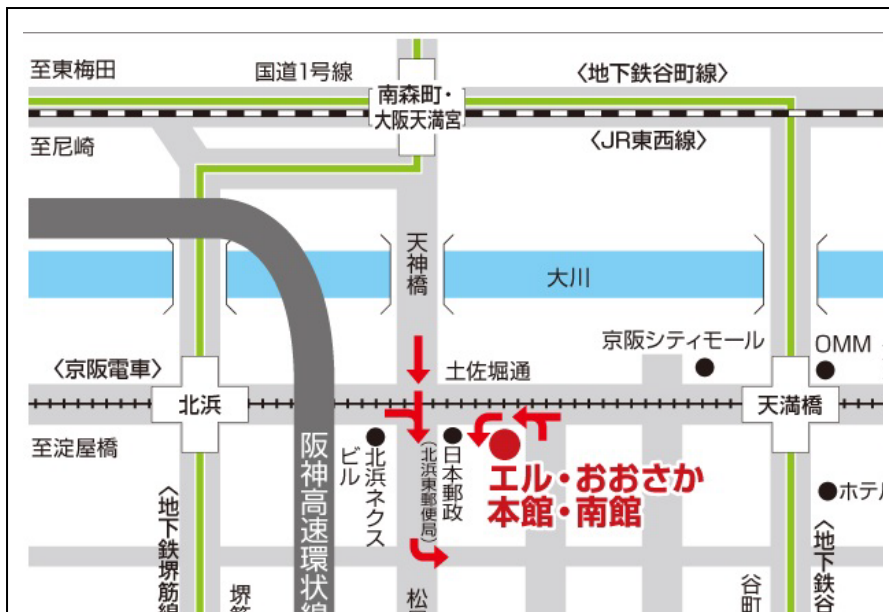 至東梅田
国道1号線
〈地下鉄谷町線〉
南森町・
大阪天満宮
至尼崎
〈JR東西線〉
天神橋
大川
京阪シティモール
OMM
〈京阪電車〉
土佐堀通
北浜
天満橋
至淀屋橋
阪神高速環状線
北浜ネクス
ビル
(北浜東郵便局)
日本郵政
エル・おおさか
本館・南館
ホテル
〈地下鉄堺筋線
〈地下鉄谷
堺筋
松
谷町